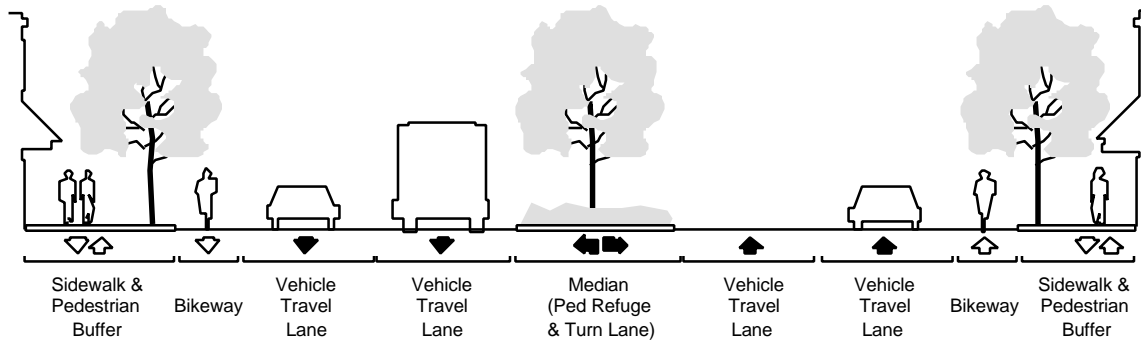 Sidewalk &
Pedestrian
Buffer
Bikeway
Vehicle
Travel
Lane
Vehicle
Travel
Lane
Median
(Ped Refuge
& Turn Lane)
Vehicle
Travel
Lane
Vehicle
Travel
Lane
Bikeway
Sidewalk &
Pedestrian
Buffer